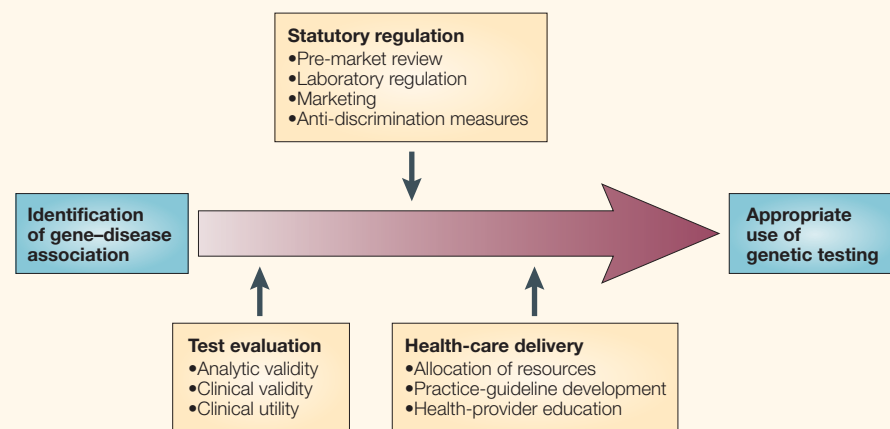 Statutory regulation
•Pre-market review
•Laboratory regulation
•Marketing
•Anti-discrimination measures
Identification
of gene–disease
association
Appropriate
use of
genetic testing
Test evaluation
•Analytic validity
•Clinical validity
•Clinical utility
Health-care delivery
•Allocation of resources
•Practice-guideline development
•Health-provider education